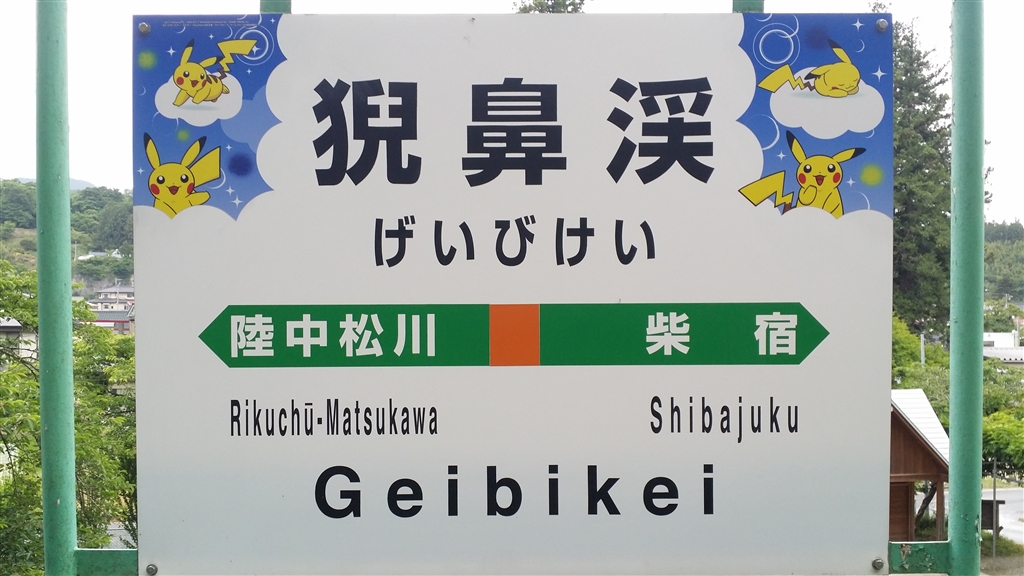 猊鼻渓
げいびけい
陸中松川 柴宿
Rikuchū-Matsukawa Shibajuku
Geibikei